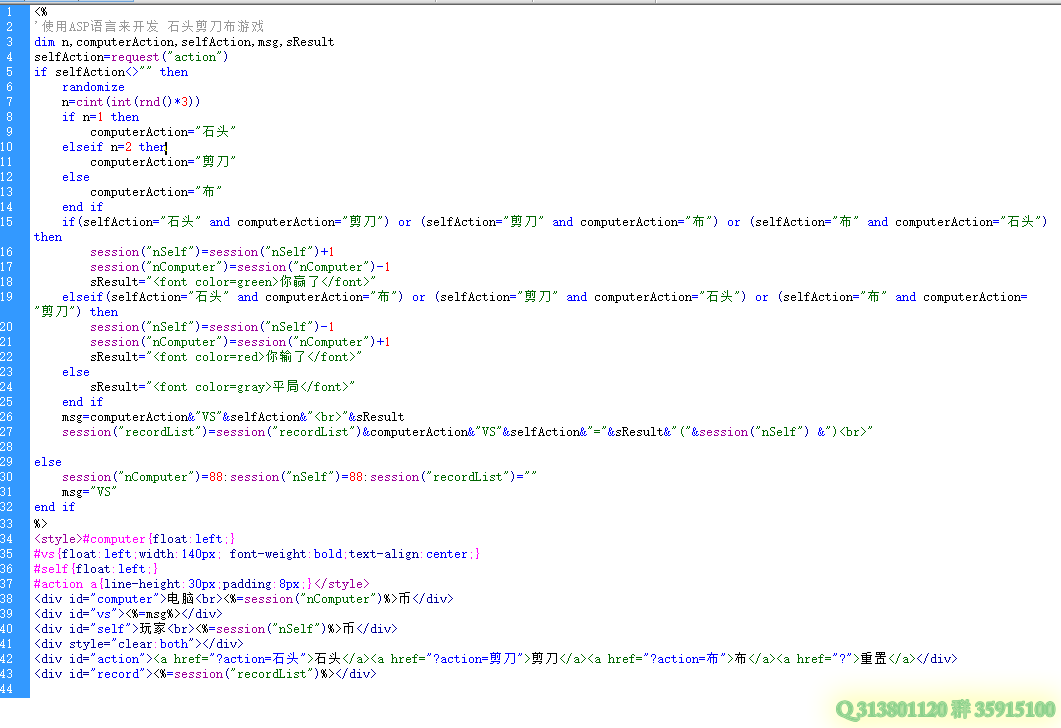 1 <%
2 '使用ASP语言来开发 石头剪刀布游戏
3 dim n,computerAction,selfAction,msg,sResult
4 selfAction=request("action")
5 if selfAction<>"" then
6 randomize
7 n=cint(int(rnd()*3))
8 if n=1 then
9 computerAction="石头"
10 elseif n=2 then
11 computerAction="剪刀"
12 else
13 computerAction="布"
14 end if
15 if(selfAction="石头" and computerAction="剪刀") or (selfAction="剪刀" and computerAction="布") or (selfAction="布" and computerAction="石头")
then
16 session("nSelf")=session("nSelf")+1
17 session("nComputer")=session("nComputer")-1
18 sResult="<font color=green>你赢了</font>"
19 elseif(selfAction="石头" and computerAction="布") or (selfAction="剪刀" and computerAction="石头") or (selfAction="布" and computerAction=
"剪刀") then
20 session("nSelf")=session("nSelf")-1
21 session("nComputer")=session("nComputer")+1
22 sResult="<font color=red>你输了</font>"
23 else
24 sResult="<font color=gray>平局</font>"
25 end if
26 msg=computerAction&"VS"&selfAction&"<br>"&sResult
27 session("recordList")=session("recordList")&computerAction&"VS"&selfAction&"="&sResult&"("&session("nSelf") &")<br>"
28
29 else
30 session("nComputer")=88:session("nSelf")=88:session("recordList")=""
31 msg="VS"
32 end if
33 %>
34 <style>#computer{float:left;}
35 #vs{float:left;width:140px; font-weight:bold;text-align:center;}
36 #self{float:left;}
37 #action a{line-height:30px;padding:8px;}</style>
38 <div id="computer">电脑<br><%=session("nComputer")%>币</div>
39 <div id="vs"><%=msg%></div>
40 <div id="self">玩家<br><%=session("nSelf")%>币</div>
41 <div style="clear:both"></div>
42 <div id="action"><a href="?action=石头">石头</a><a href="?action=剪刀">剪刀</a><a href="?action=布">布</a><a href="?">重置</a></div>
43 <div id="record"><%=session("recordList")%></div>
44
Q313801120 群 35915100